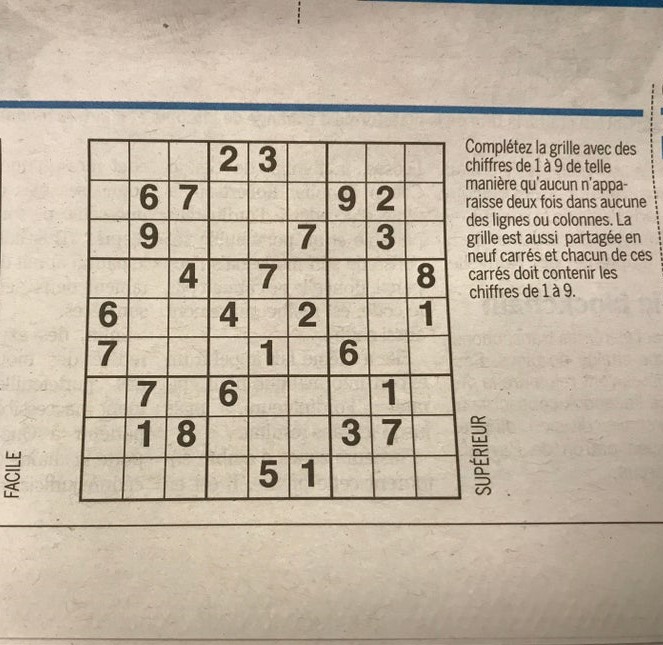 2 3
6 7 9 2
9 7 3
4 7 8
6 4 2 1
7 1 6
7 6 1
1 8 3 7
5 1
Complétez la grille avec des
chiffres de 1 à 9 de telle
manière qu'aucun n'appa-
raisse deux fois dans aucune
des lignes ou colonnes. La
grille est aussi partagée en
neuf carrés et chacun de ces
carrés doit contenir les
chiffres de 1 à 9.
FACILE
SUPÉRIEUR